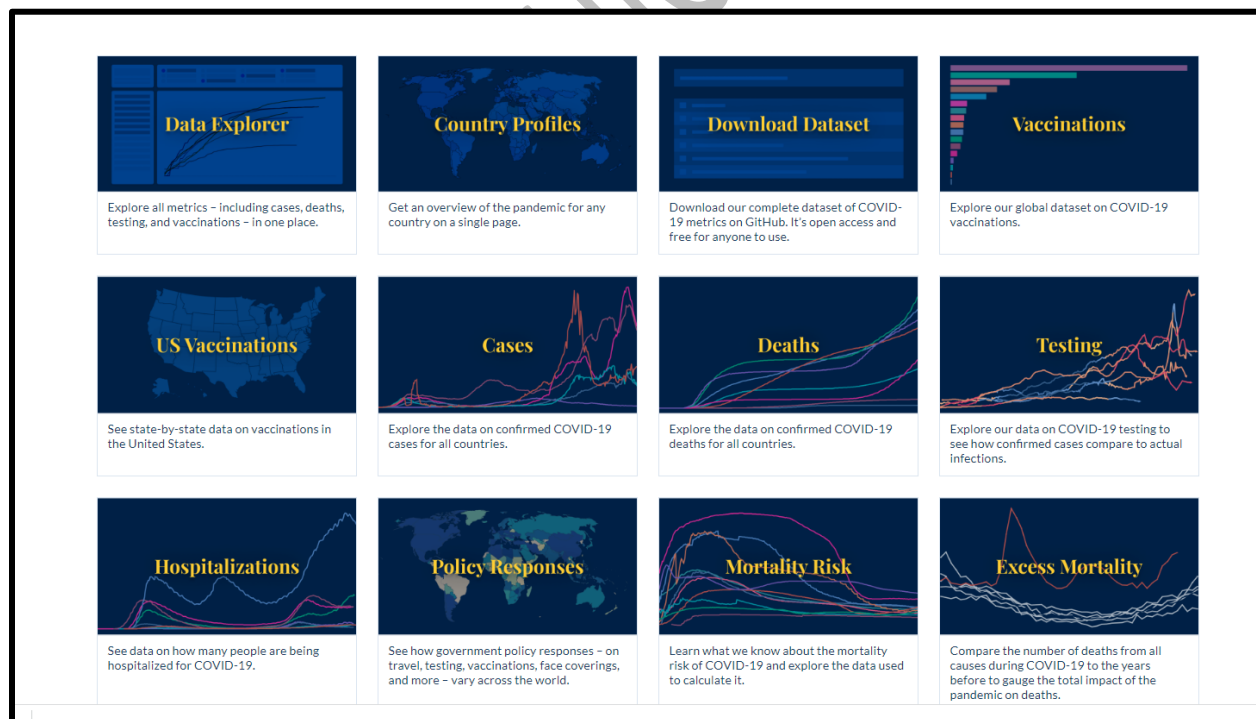 Data Explorer
Explore all metrics – including cases, deaths,
testing, and vaccinations – in one place.
Country Profiles
Get an overview of the pandemic for any
country on a single page.
Download Dataset
Download our complete dataset of COVID-
19 metrics on GitHub. It's open access and
free for anyone to use.
Vaccinations
Explore our global dataset on COVID-19
vaccinations.
US Vaccinations
See state-by-state data on vaccinations in
the United States.
Cases
Explore the data on confirmed COVID-19
cases for all countries.
Deaths
Explore the data on confirmed COVID-19
deaths for all countries.
Testing
Explore our data on COVID-19 testing to
see how confirmed cases compare to actual
infections.
Hospitalizations
See data on how many people are being
hospitalized for COVID-19.
Policy Responses
See how government policy responses – on
travel, testing, vaccinations, face coverings,
and more – vary across the world.
Mortality Risk
Learn what we know about the mortality
risk of COVID-19 and explore the data used
to calculate it.
Excess Mortality
Compare the number of deaths from all
causes during COVID-19 to the years
before to gauge the total impact of the
pandemic on deaths.